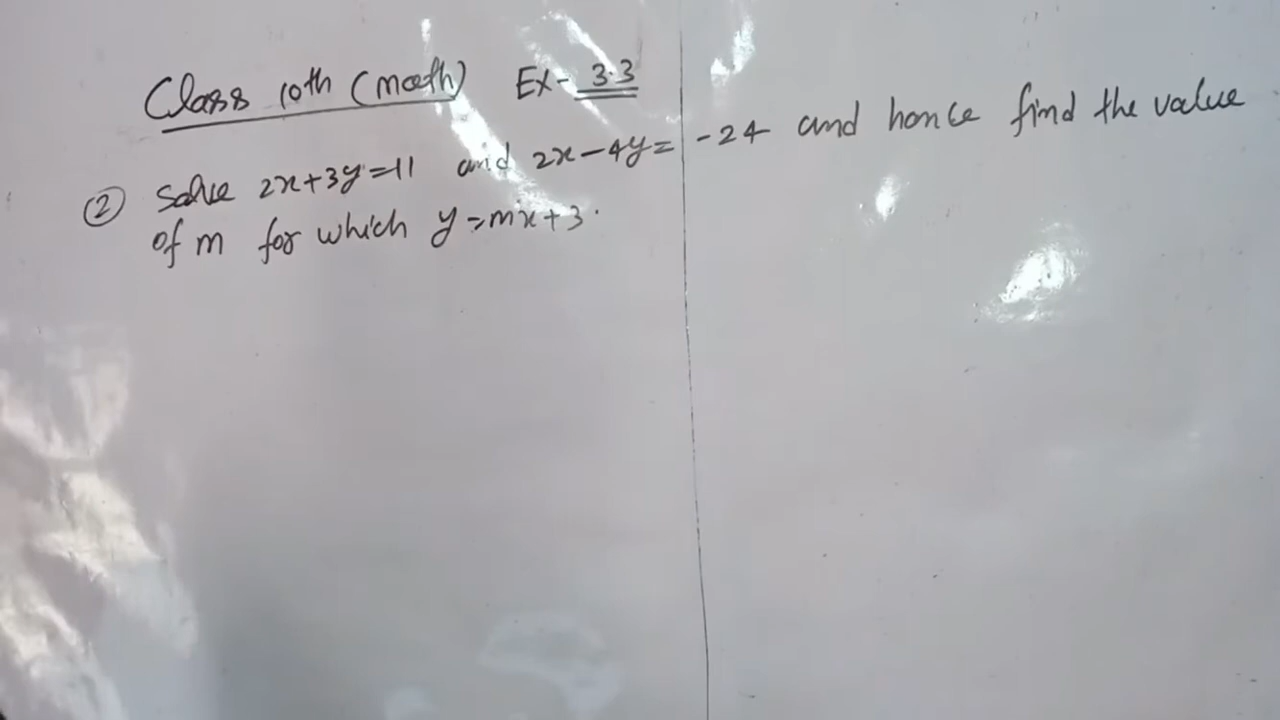 Class 10th (math) Ex- 3.3
② Solve 2x+3y=11 and 2x-4y= -24 and hence find the value
of m for which y=mx+3.